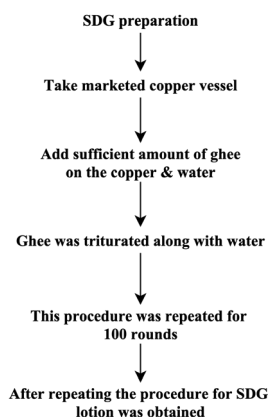 SDG preparation
Take marketed copper vessel
Add sufficient amount of ghee
on the copper & water
Ghee was triturated along with water
This procedure was repeated for
100 rounds
After repeating the procedure for SDG
lotion was obtained